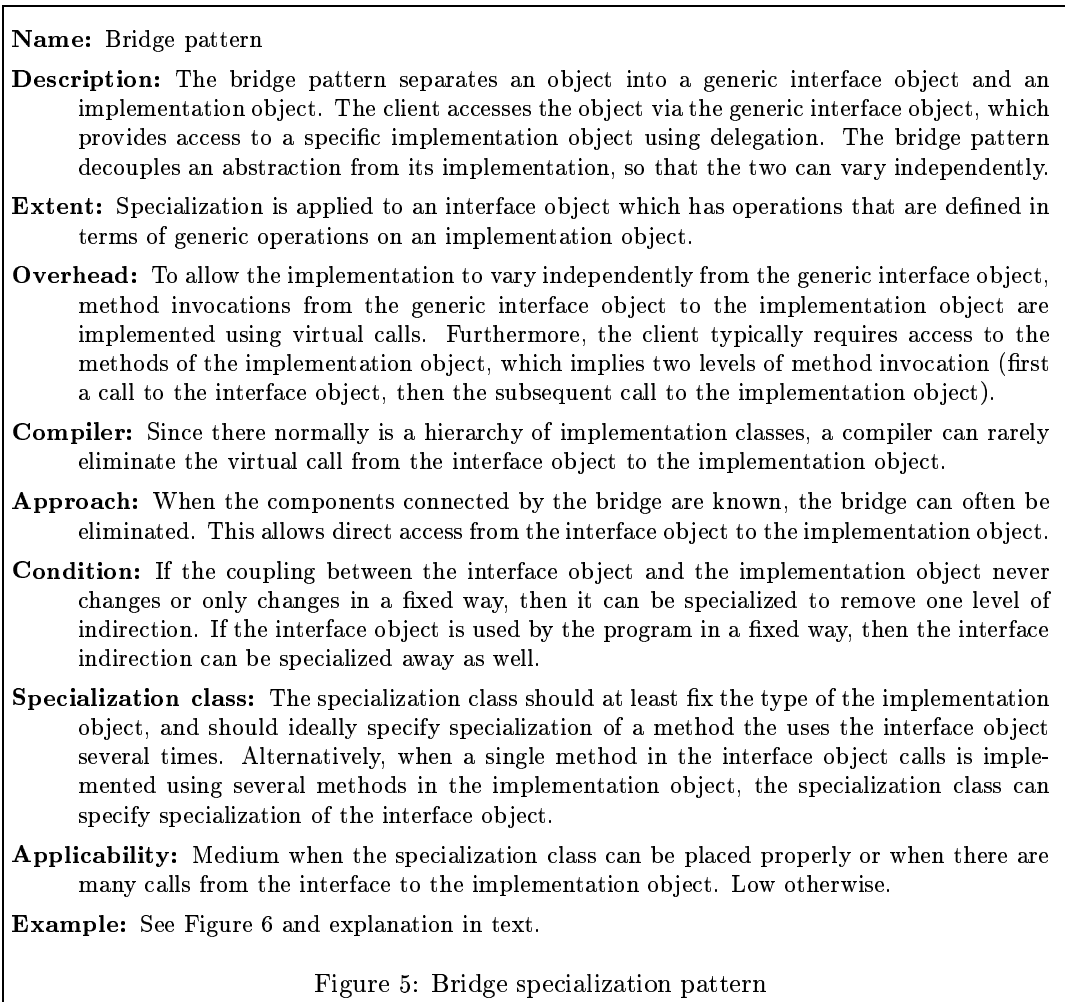 Name: Bridge pattern
Description: The bridge pattern separates an object into a generic interface object and an
implementation object. The client accesses the object via the generic interface object, which
provides access to a specific implementation object using delegation. The bridge pattern
decouples an abstraction from its implementation, so that the two can vary independently.
Extent: Specialization is applied to an interface object which has operations that are defined in
terms of generic operations on an implementation object.
Overhead: To allow the implementation to vary independently from the generic interface object,
method invocations from the generic interface object to the implementation object are
implemented using virtual calls. Furthermore, the client typically requires access to the
methods of the implementation object, which implies two levels of method invocation (first
a call to the interface object, then the subsequent call to the implementation object).
Compiler: Since there normally is a hierarchy of implementation classes, a compiler can rarely
eliminate the virtual call from the interface object to the implementation object.
Approach: When the components connected by the bridge are known, the bridge can often be
eliminated. This allows direct access from the interface object to the implementation object.
Condition: If the coupling between the interface object and the implementation object never
changes or only changes in a fixed way, then it can be specialized to remove one level of
indirection. If the interface object is used by the program in a fixed way, then the interface
indirection can be specialized away as well.
Specialization class: The specialization class should at least fix the type of the implementation
object, and should ideally specify specialization of a method the uses the interface object
several times. Alternatively, when a single method in the interface object calls is imple-
mented using several methods in the implementation object, the specialization class can
specify specialization of the interface object.
Applicability: Medium when the specialization class can be placed properly or when there are
many calls from the interface to the implementation object. Low otherwise.
Example: See Figure 6 and explanation in text.
Figure 5: Bridge specialization pattern